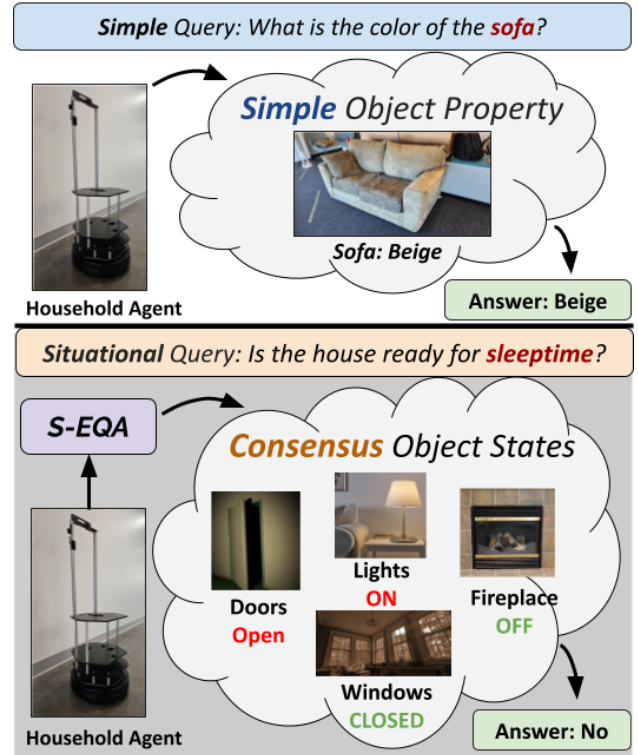 Simple Query: What is the color of the sofa?
Simple Object Property
Sofa: Beige
Household Agent
Answer: Beige
Situational Query: Is the house ready for sleeptime?
S-EQA
Consensus Object States
Doors
Open
Lights
ON
Fireplace
OFF
Windows
CLOSED
Household Agent
Answer: No